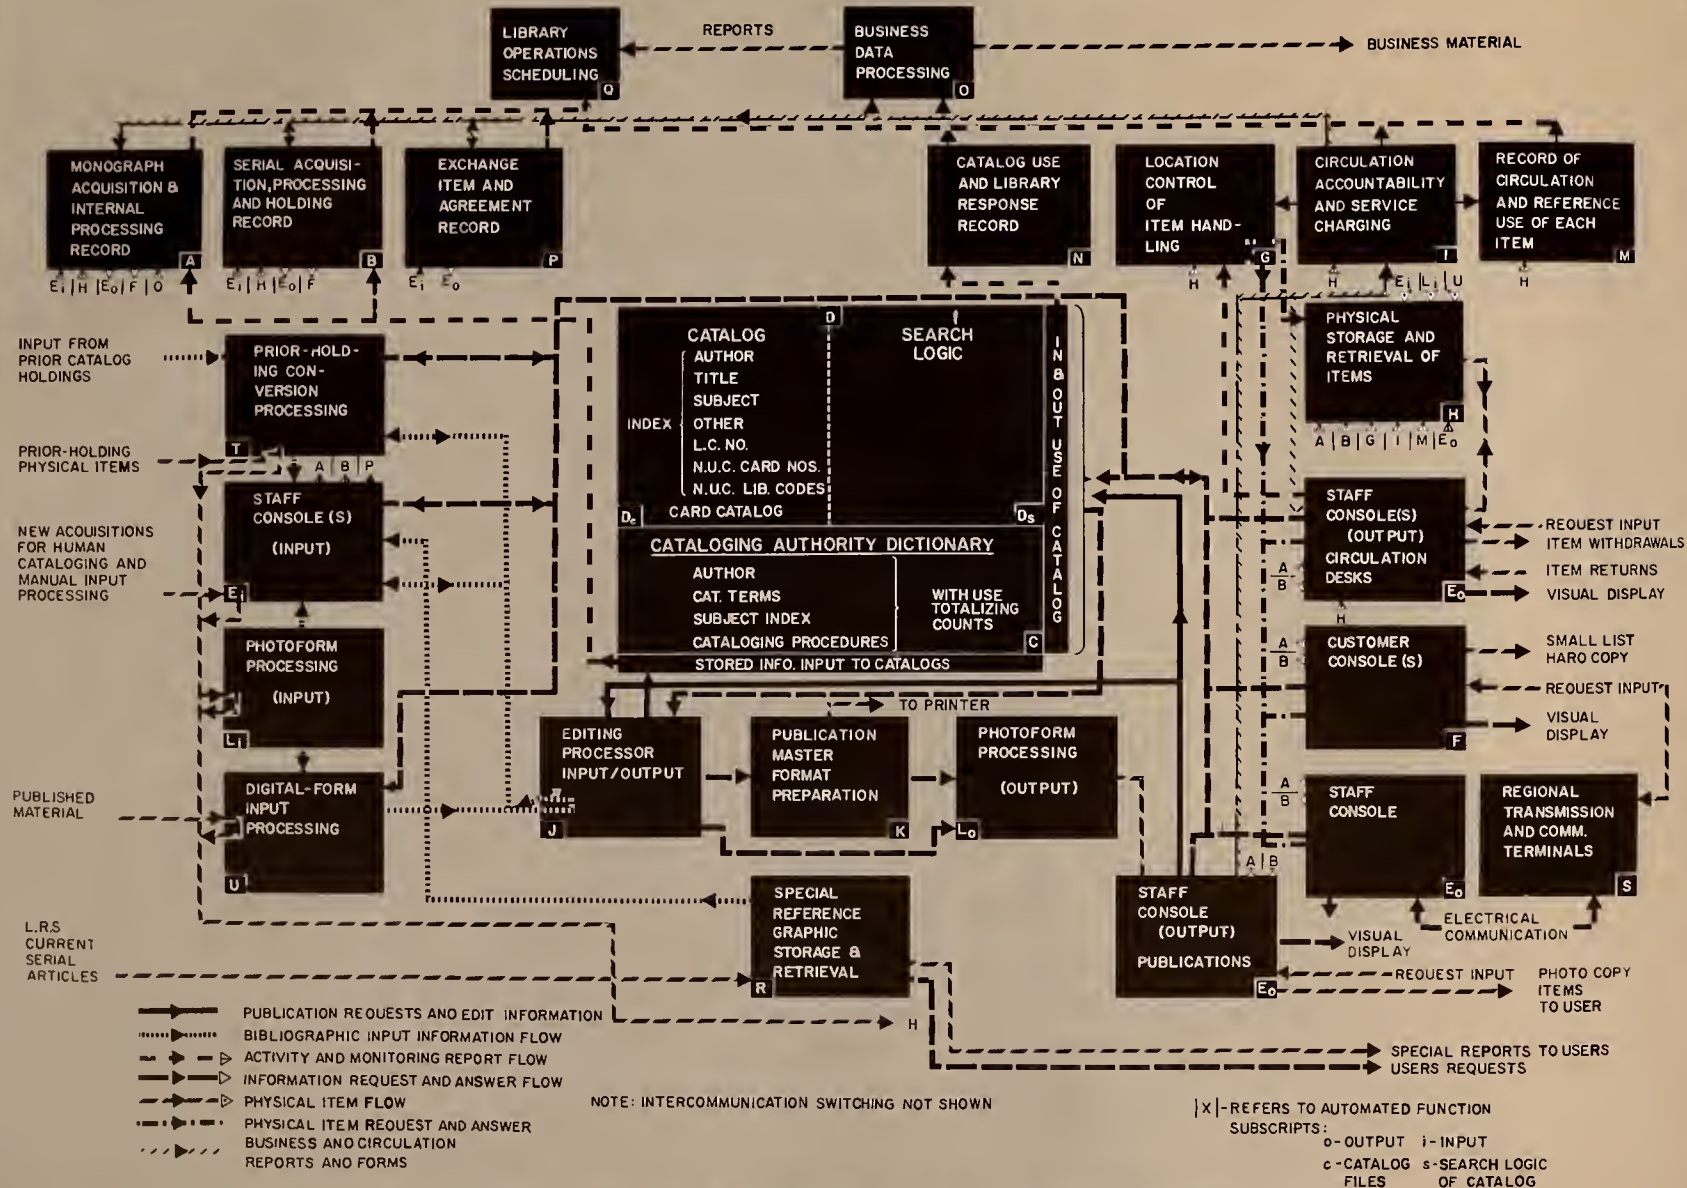 LIBRARY
OPERATIONS
SCHEDULING
Q
REPORTS
BUSINESS
DATA
PROCESSING
O
BUSINESS MATERIAL
MONOGRAPH
ACQUISITION &
INTERNAL
PROCESSING
RECORD
A
Ei | H | Eo | F | O
SERIAL ACQUISI-
TION, PROCESSING
AND HOLDING
RECORD
B
Ei | H | Eo | F
EXCHANGE
ITEM AND
AGREEMENT
RECORD
P
Ei Eo
CATALOG USE
AND LIBRARY
RESPONSE
RECORD
N
LOCATION
CONTROL
OF
ITEM HAND-
LING
G
H
CIRCULATION
ACCOUNTABILITY
AND SERVICE
CHARGING
I
H
Ei | Li | U
RECORD OF
CIRCULATION
AND REFERENCE
USE OF EACH
ITEM
M
H
INPUT FROM
PRIOR CATALOG
HOLDINGS
PRIOR-HOLD-
ING CON-
VERSION
PROCESSING
T
A | B | P
PRIOR-HOLDING
PHYSICAL ITEMS
STAFF
CONSOLE (S)
(INPUT)
Ei
NEW ACQUISITIONS
FOR HUMAN
CATALOGING AND
MANUAL INPUT
PROCESSING
PHOTOFORM
PROCESSING
(INPUT)
Li
DIGITAL-FORM
INPUT
PROCESSING
U
PUBLISHED
MATERIAL
L.R.S
CURRENT
SERIAL
ARTICLES
D
CATALOG
INDEX
AUTHOR
TITLE
SUBJECT
OTHER
L.C. NO.
N.U.C. CARD NOS.
N.U.C. LIB. CODES
CARD CATALOG
Dc
SEARCH
LOGIC
Ds
IN & OUT USE OF CATALOG
CATALOGING AUTHORITY DICTIONARY
AUTHOR
CAT. TERMS
SUBJECT INDEX
CATALOGING PROCEDURES
WITH USE
TOTALIZING
COUNTS
C
STORED INFO. INPUT TO CATALOGS
PHYSICAL
STORAGE AND
RETRIEVAL OF
ITEMS
H
A | B | G | I | M | Eo
STAFF
CONSOLE(S)
(OUTPUT)
CIRCULATION
DESKS
Eo
A
B
H
REQUEST INPUT
ITEM WITHDRAWALS
ITEM RETURNS
VISUAL DISPLAY
CUSTOMER
CONSOLE (S)
F
A
B
SMALL LIST
HARD COPY
REQUEST INPUT
VISUAL
DISPLAY
STAFF
CONSOLE
Eo
A
B
REGIONAL
TRANSMISSION
AND COMM.
TERMINALS
S
ELECTRICAL
COMMUNICATION
TO PRINTER
EDITING
PROCESSOR
INPUT/OUTPUT
J
PUBLICATION
MASTER
FORMAT
PREPARATION
K
PHOTOFORM
PROCESSING
(OUTPUT)
Lo
SPECIAL
REFERENCE
GRAPHIC
STORAGE &
RETRIEVAL
R
A | B
STAFF
CONSOLE
(OUTPUT)
PUBLICATIONS
Eo
VISUAL
DISPLAY
REQUEST INPUT
PHOTO COPY
ITEMS
TO USER
H
SPECIAL REPORTS TO USERS
USERS REQUESTS
PUBLICATION REQUESTS AND EDIT INFORMATION
BIBLIOGRAPHIC INPUT INFORMATION FLOW
ACTIVITY AND MONITORING REPORT FLOW
INFORMATION REQUEST AND ANSWER FLOW
PHYSICAL ITEM FLOW
PHYSICAL ITEM REQUEST AND ANSWER
BUSINESS AND CIRCULATION
REPORTS AND FORMS
NOTE: INTERCOMMUNICATION SWITCHING NOT SHOWN
|X|-REFERS TO AUTOMATED FUNCTION
SUBSCRIPTS:
o-OUTPUT i-INPUT
c-CATALOG s-SEARCH LOGIC
FILES OF CATALOG